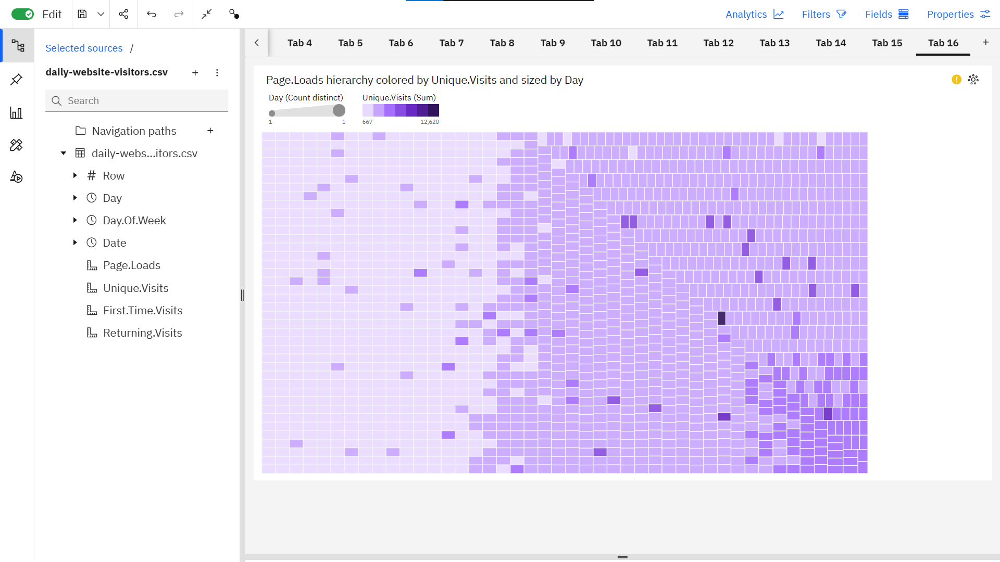 Edit
Analytics
Filters
Fields
Properties
Selected sources /
daily-website-visitors.csv
Search
Navigation paths
daily-webs...itors.csv
Row
Day
Day.Of.Week
Date
Page.Loads
Unique.Visits
First.Time.Visits
Returning.Visits
Tab 4
Tab 5
Tab 6
Tab 7
Tab 8
Tab 9
Tab 10
Tab 11
Tab 12
Tab 13
Tab 14
Tab 15
Tab 16
Page.Loads hierarchy colored by Unique.Visits and sized by Day
Day (Count distinct)
1 1
Unique.Visits (Sum)
667 12,620